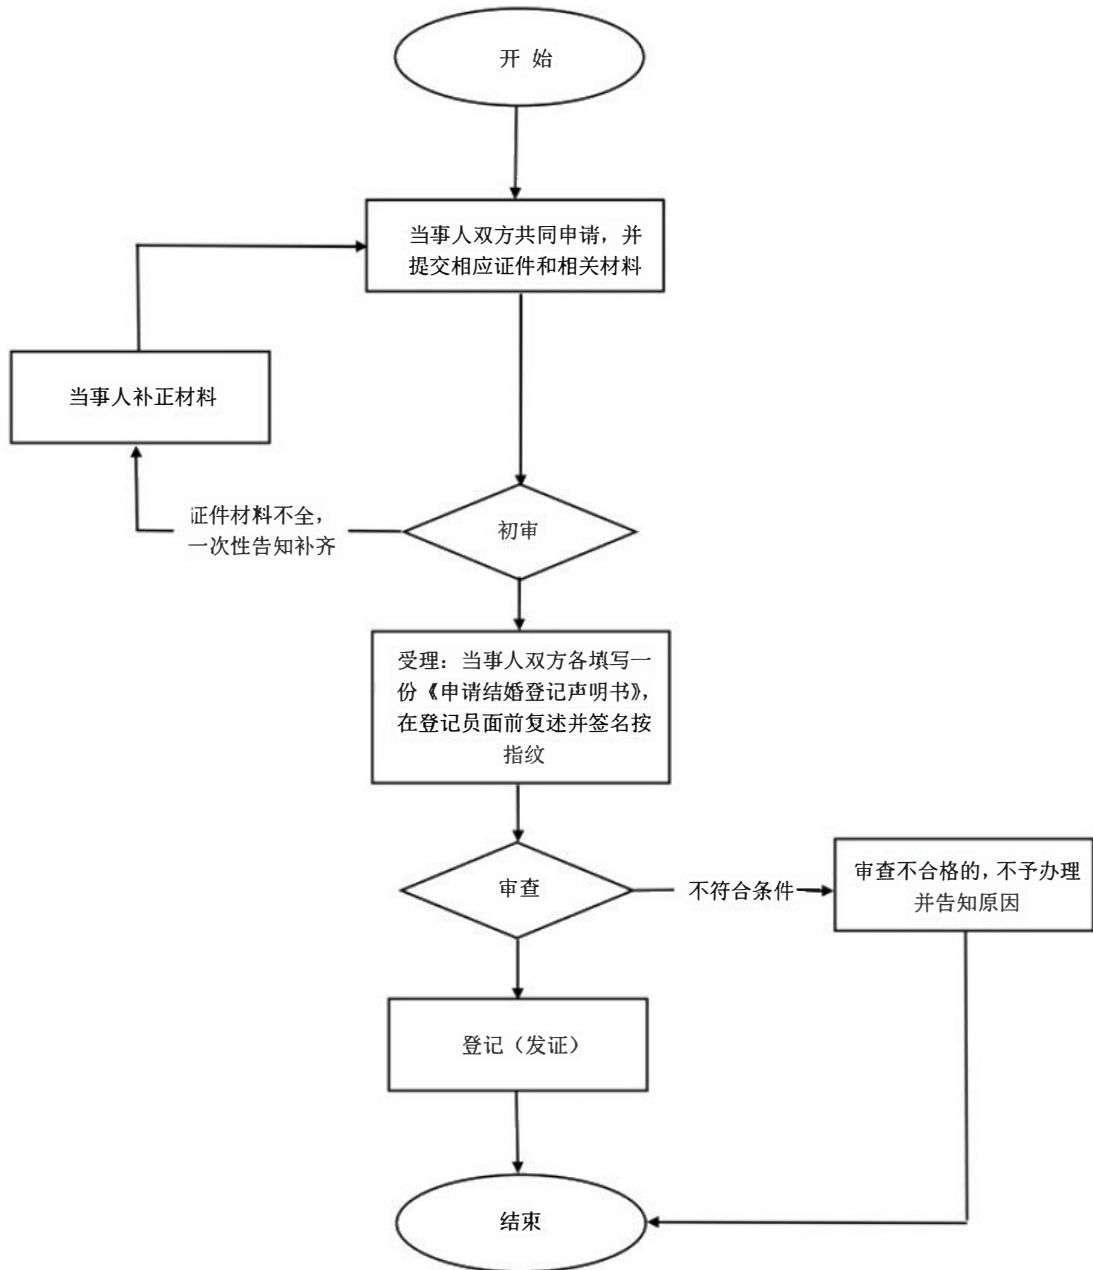 开 始
当事人双方共同申请，并
提交相应证件和相关材料
当事人补正材料
证件材料不全，
一次性告知补齐
初审
受理：当事人双方各填写一
份《申请结婚登记声明书》，
在登记员面前复述并签名按
指纹
审查
不符合条件
审查不合格的，不予办理
并告知原因
登记（发证）
结束